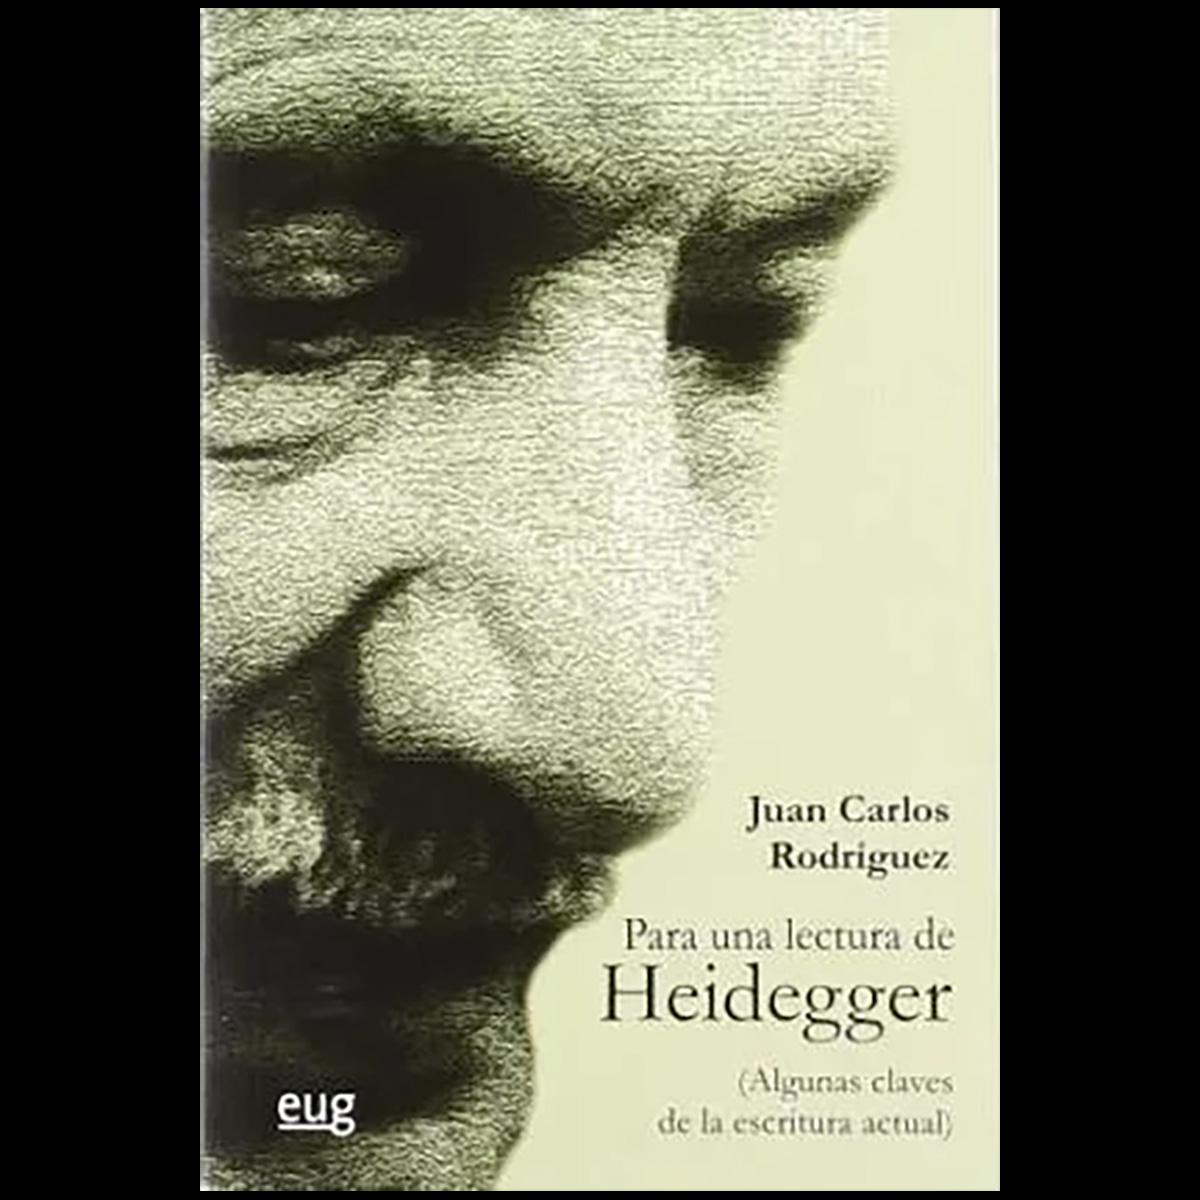 Juan Carlos
Rodríguez
Para una lectura de
Heidegger
(Algunas claves
de la escritura actual)
eug